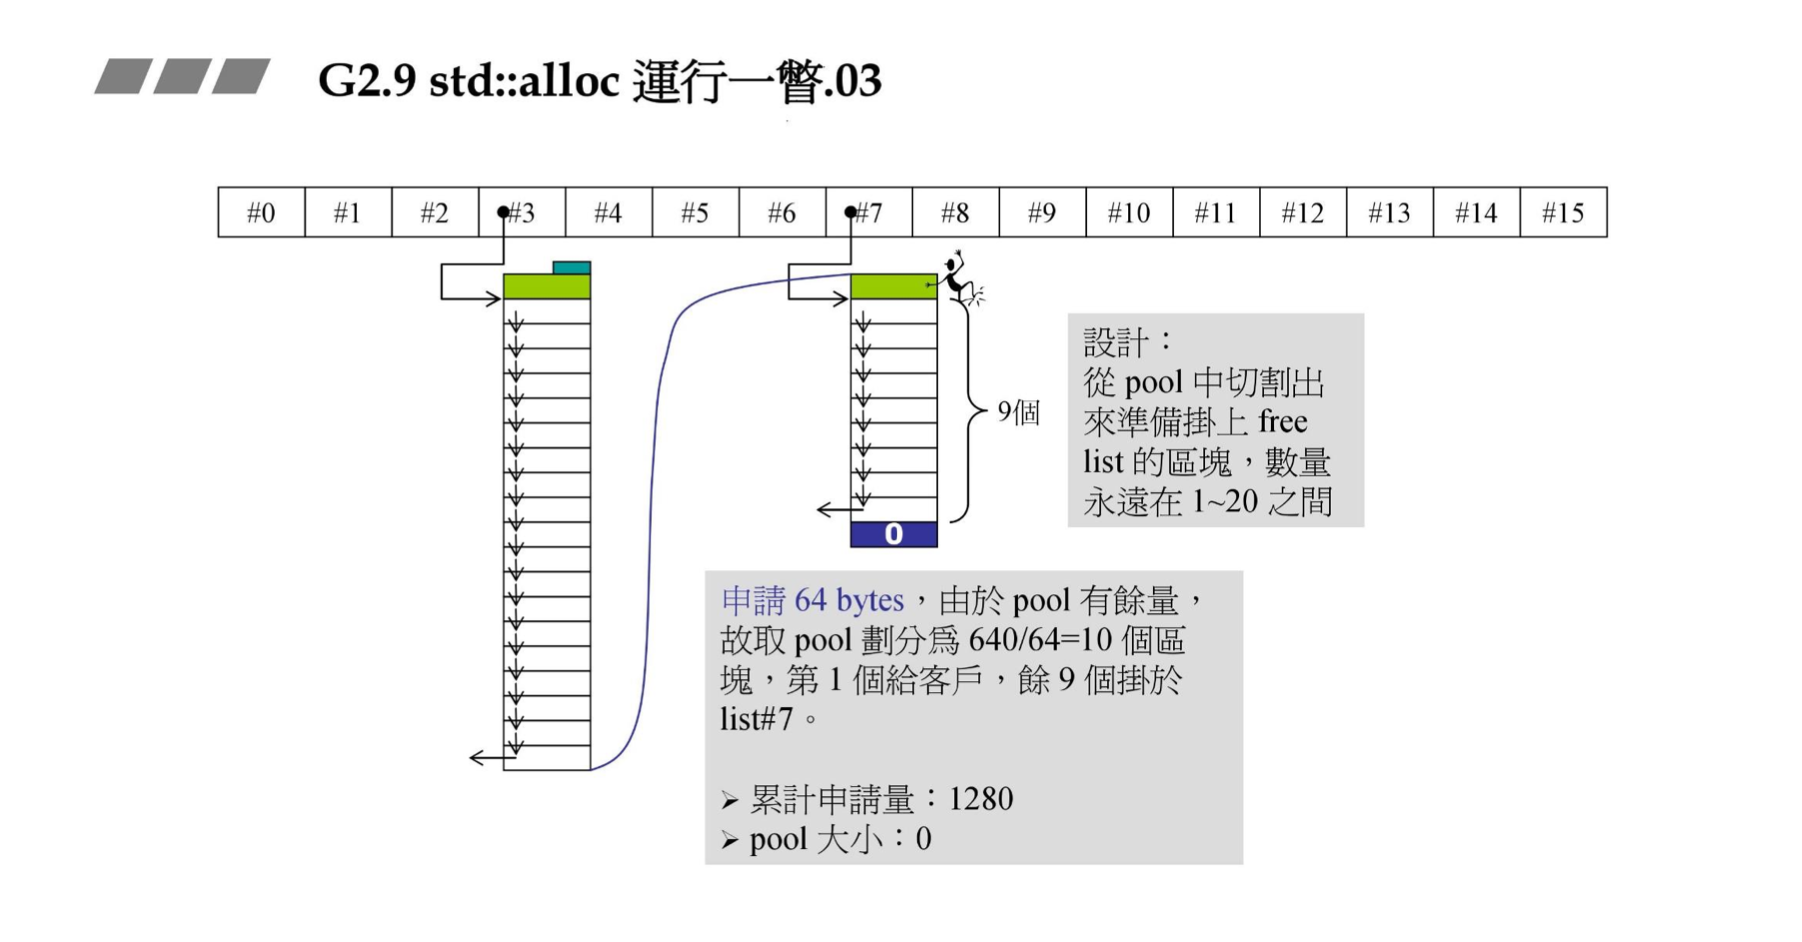 G2.9 std::alloc 運行一瞥.03
#0 #1 #2 #3 #4 #5 #6 #7 #8 #9 #10 #11 #12 #13 #14 #15
9個
0
設計：
從 pool 中切割出
來準備掛上 free
list 的區塊，數量
永遠在 1~20 之間
申請 64 bytes，由於 pool 有餘量，
故取 pool 劃分為 640/64=10 個區
塊，第 1 個給客戶，餘 9 個掛於
list#7。
➢ 累計申請量：1280
➢ pool 大小：0